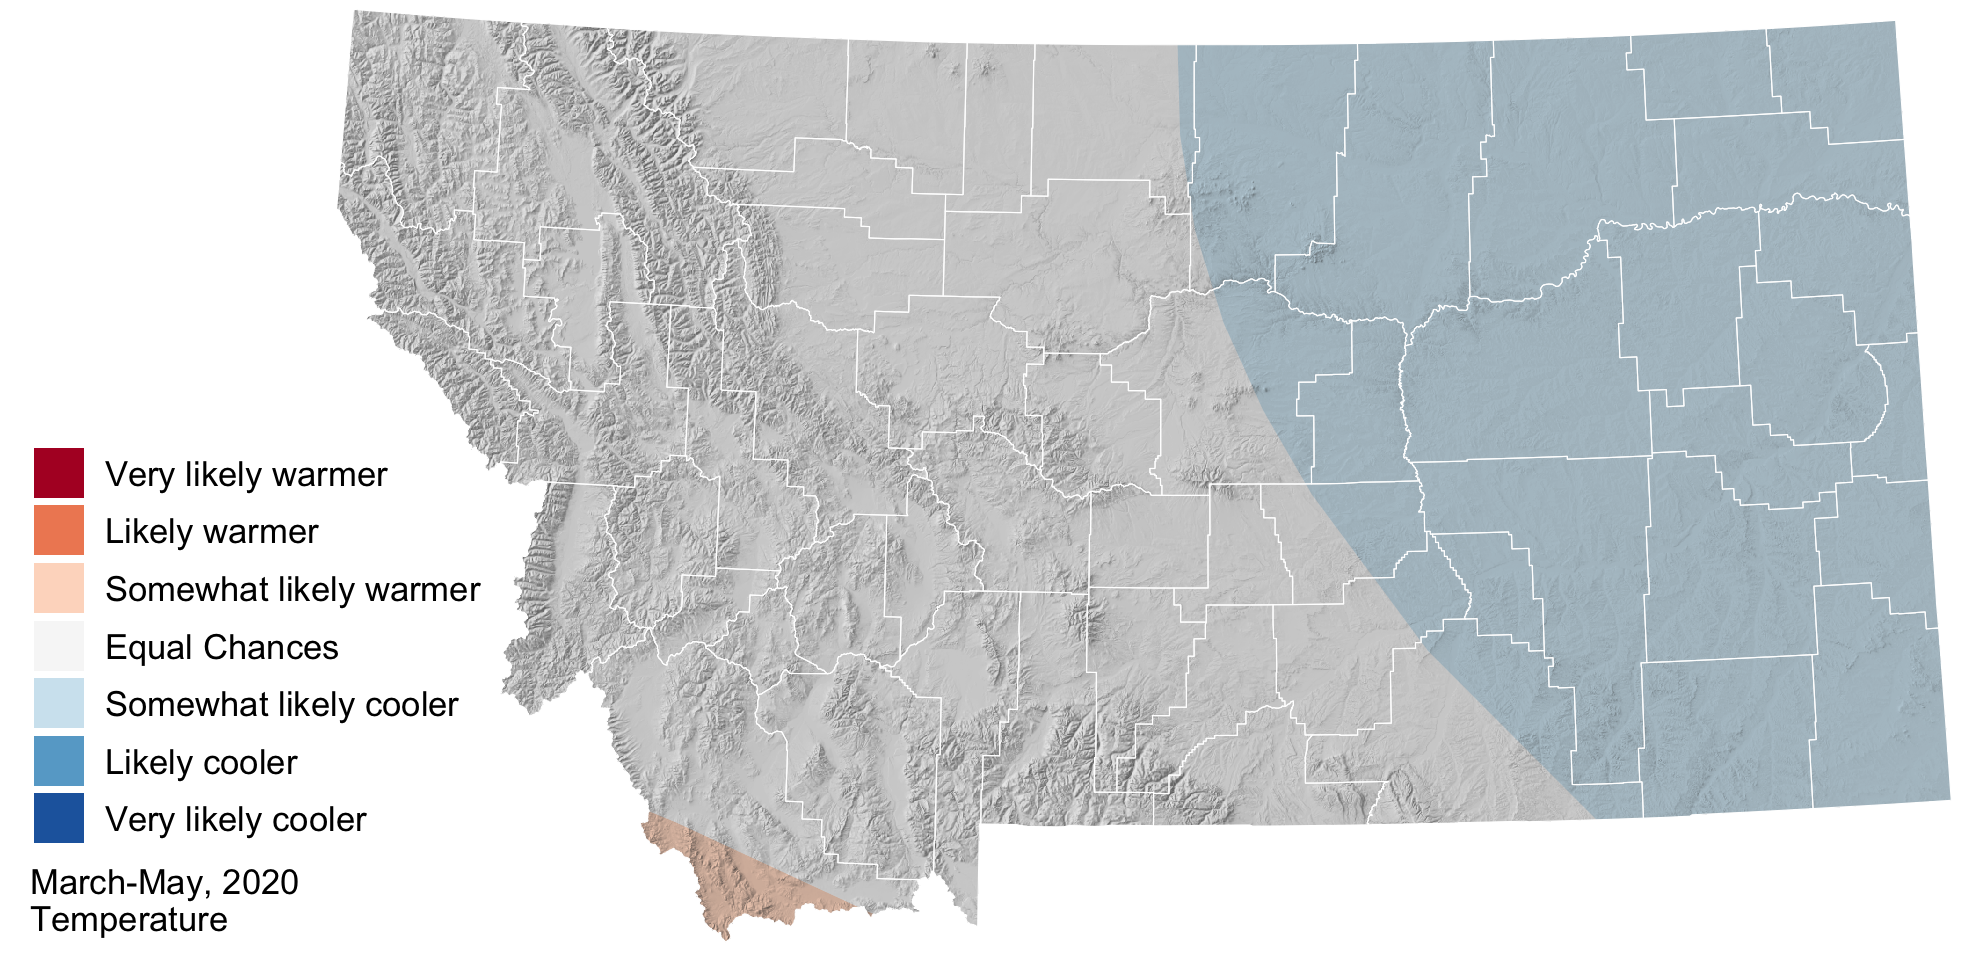 Very likely warmer
Likely warmer
Somewhat likely warmer
Equal Chances
Somewhat likely cooler
Likely cooler
Very likely cooler
March-May, 2020
Temperature